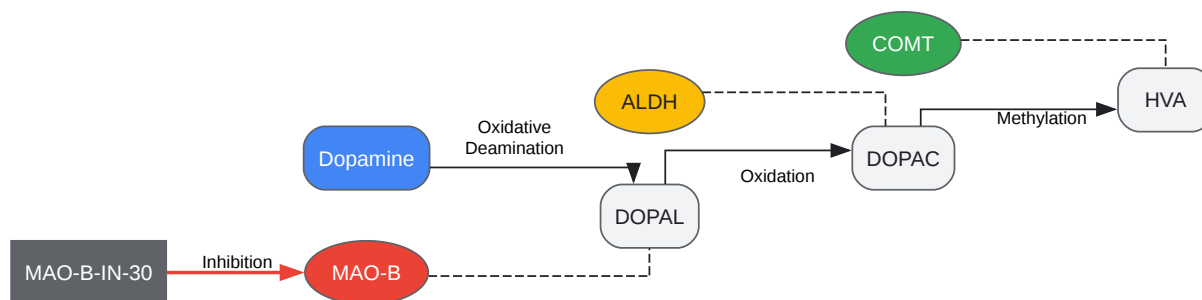 COMT
HVA
ALDH
Methylation
Oxidative
Deamination
Dopamine
DOPAC
Oxidation
DOPAL
MAO-B-IN-30
Inhibition
MAO-B